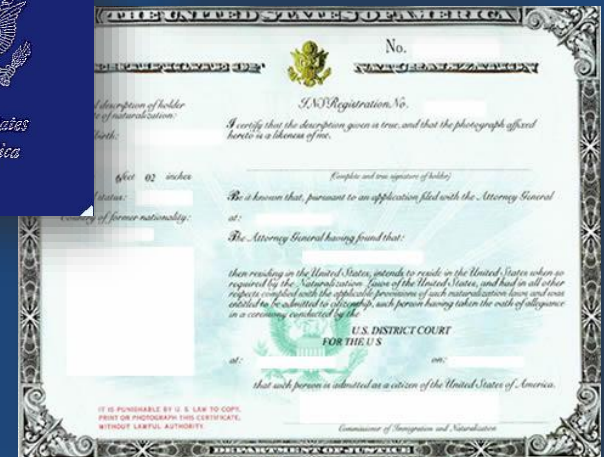 THE UNITED STATES OF AMERICA
No.
NATURALIZATION
description of holder
of naturalization:
INS Registration No.
I certify that the description given is true, and that the photograph affixed
hereto is a likeness of me.
feet 02 inches
(Complete and true signature of holder)
status:
Be it known that, pursuant to an application filed with the Attorney General
of former nationality:
at:
The Attorney General having found that:
then residing in the United States, intends to reside in the United States when so
required by the Naturalization Laws of the United States, and had in all other
respects complied with the applicable provisions of such naturalization laws and was
entitled to be admitted to citizenship, such person having taken the oath of allegiance
in a ceremony conducted by the
U.S. DISTRICT COURT
FOR THE U S
at:
on:
that such person is admitted as a citizen of the United States of America.
IT IS PUNISHABLE BY U. S. LAW TO COPY,
PRINT OR PHOTOGRAPH THIS CERTIFICATE,
WITHOUT LAWFUL AUTHORITY.
Commissioner of Immigration and Naturalization
DEPARTMENT OF JUSTICE